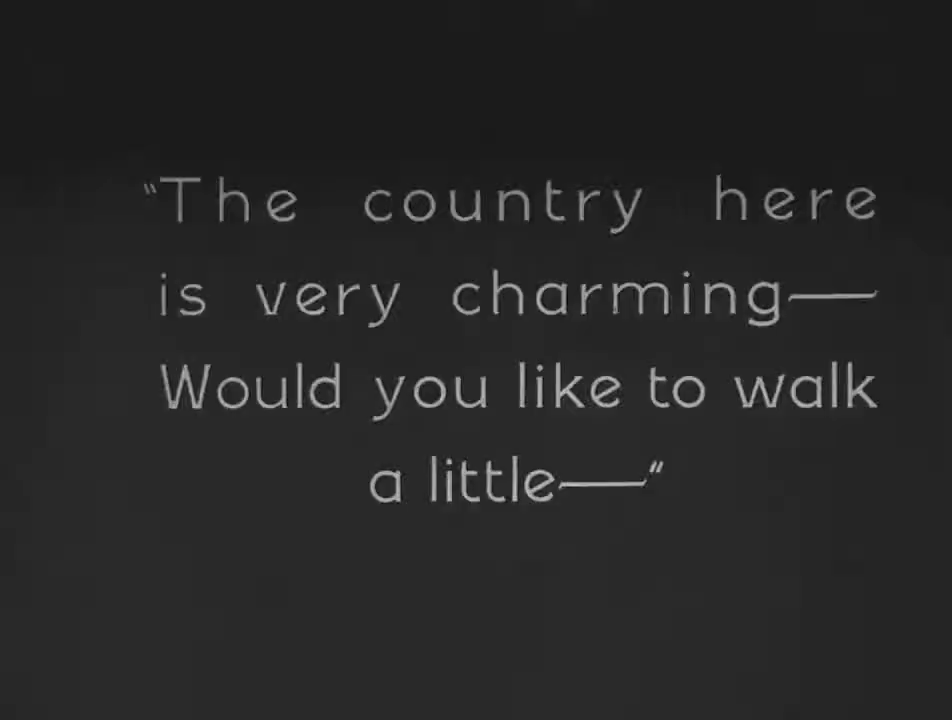 "The country here
is very charming—
Would you like to walk
a little—"